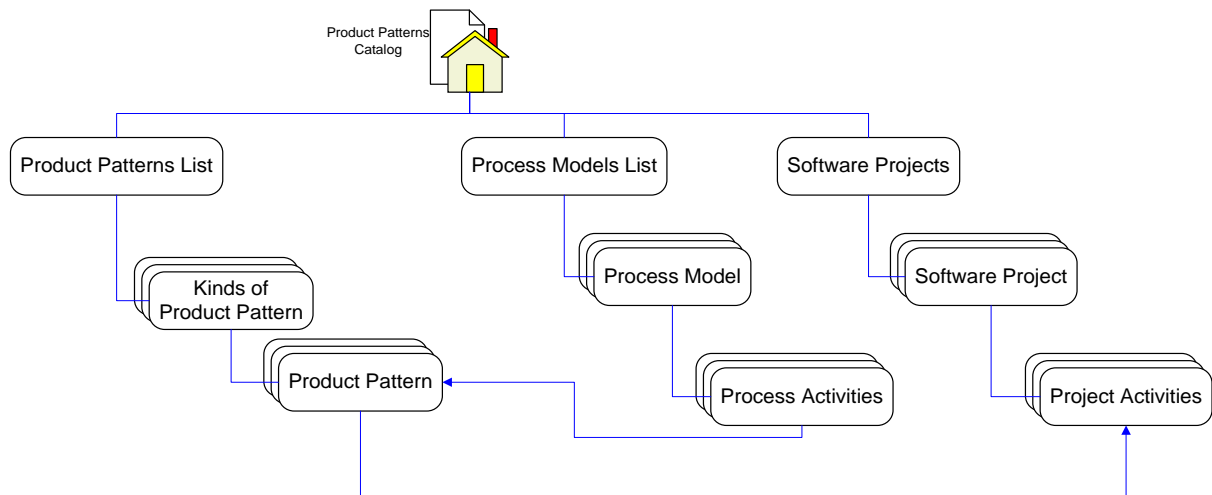 Product Patterns
Catalog
Product Patterns List
Process Models List
Software Projects
Kinds of
Product Pattern
Process Model
Software Project
Product Pattern
Process Activities
Project Activities